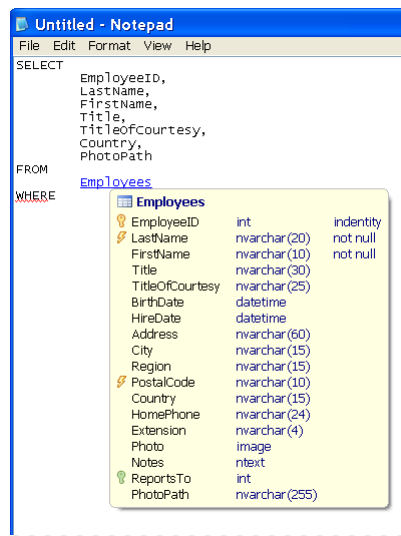 Untitled - Notepad
File Edit Format View Help
SELECT
EmployeeID,
LastName,
FirstName,
Title,
TitleOfCourtesy,
Country,
PhotoPath
FROM
Employees
WHERE
Employees
EmployeeID int indentity
LastName nvarchar(20) not null
FirstName nvarchar(10) not null
Title nvarchar(30)
TitleOfCourtesy nvarchar(25)
BirthDate datetime
HireDate datetime
Address nvarchar(60)
City nvarchar(15)
Region nvarchar(15)
PostalCode nvarchar(10)
Country nvarchar(15)
HomePhone nvarchar(24)
Extension nvarchar(4)
Photo image
Notes ntext
ReportsTo int
PhotoPath nvarchar(255)